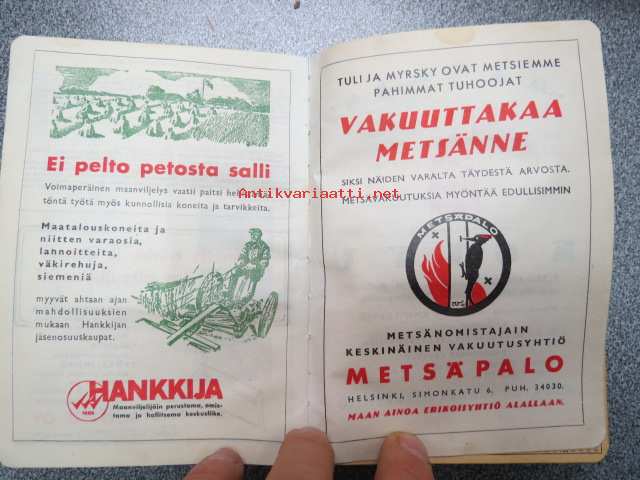 Ei pelto petosta salli
Voimaperäinen maanviljelys vaatii paitsi
töntä työtä myös kunnollisia koneita ja tarvikkeita.
Maatalouskoneita ja
niitten varaosia,
lannoitteita,
väkirehuja,
siemeniä
myyvät ahtaan ajan
mahdollisuuksien
mukaan Hankkijan
jäsenosuuskaupat.
HANKKIJA
Maanviljelijäin perustama, omis-
tama ja hallitsema keskusliike.
TULI JA MYRSKY OVAT METSIEMME
PAHIMMAT TUHOOJAT
VAKUUTTAKAA
METSÄNNE
SIKSI NÄIDEN VARALTA TÄYDESTÄ ARVOSTA.
METSÄVAKUUTUKSIA MYÖNTÄÄ EDULLISIMMIN
METSÄPALO
METSÄNOMISTAJAIN
KESKINÄINEN VAKUUTUSYHTIÖ
METSÄPALO
HELSINKI, SIMONKATU 6. PUH. 34030.
MAAN AINOA ERIKOISYHTIÖ ALALLAAN.
Antikvariaatti.net